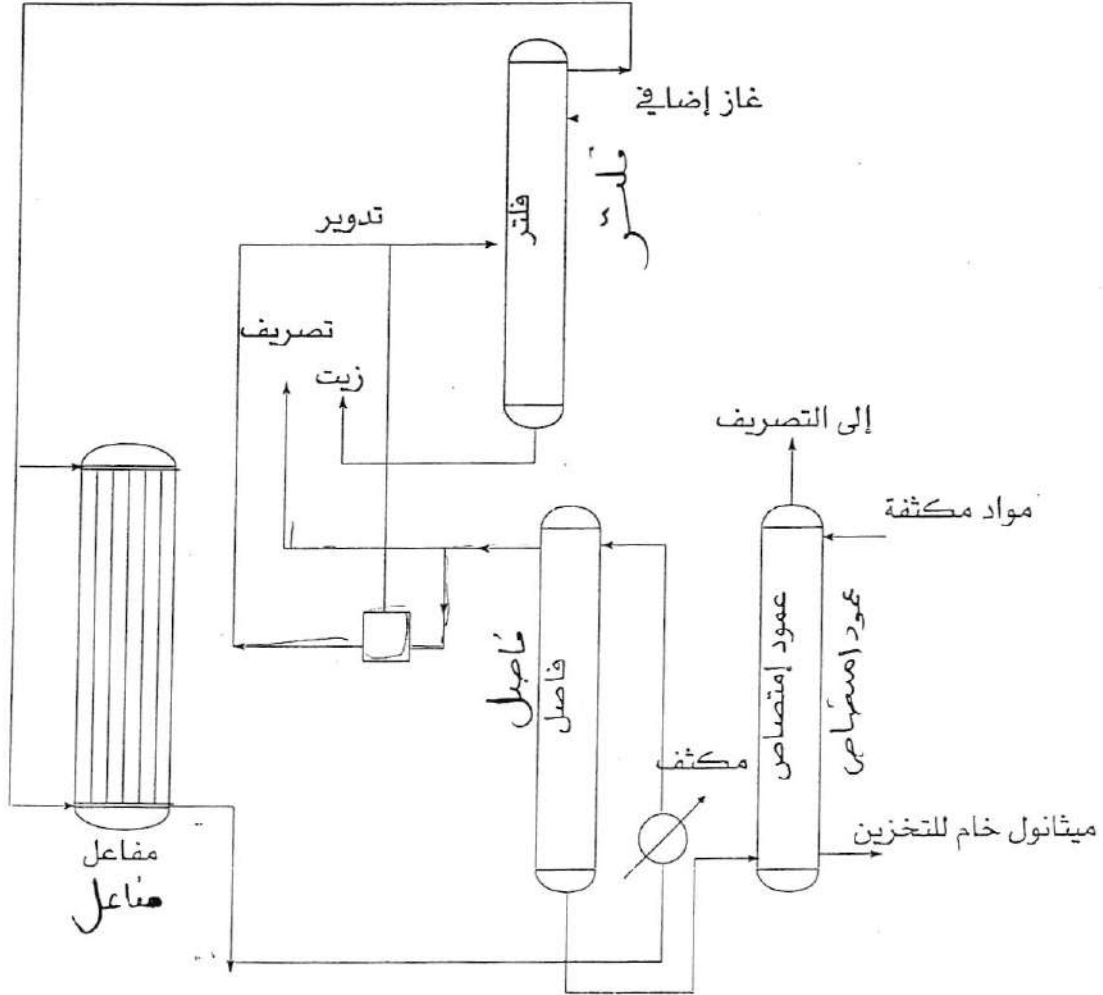 غاز إضافي
فلتر
فلتر
تدوير
تصريف
زيت
إلى التصريف
مواد مكثفة
عمود إمتصاص
عمود امتصاص
فاصل
فاصل
مكثف
ميثانول خام للتخزين
مفاعل
مفاعل